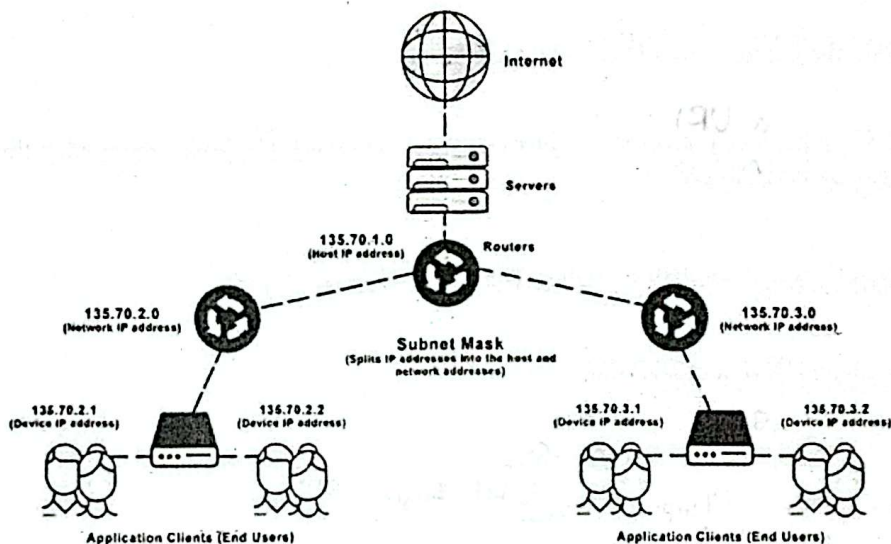 Internet
& URI
Servers
135.70.1.0
(Host IP address)
Routers
135.70.2.0
(Network IP address)
135.70.3.0
(Network IP address)
Subnet Mask
(Splits IP addresses into the host and
network addresses)
135.70.2.1
(Device IP address)
135.70.2.2
(Device IP address)
135.70.3.1
(Device IP address)
135.70.3.2
(Device IP address)
Application Clients (End Users)
Application Clients (End Users)